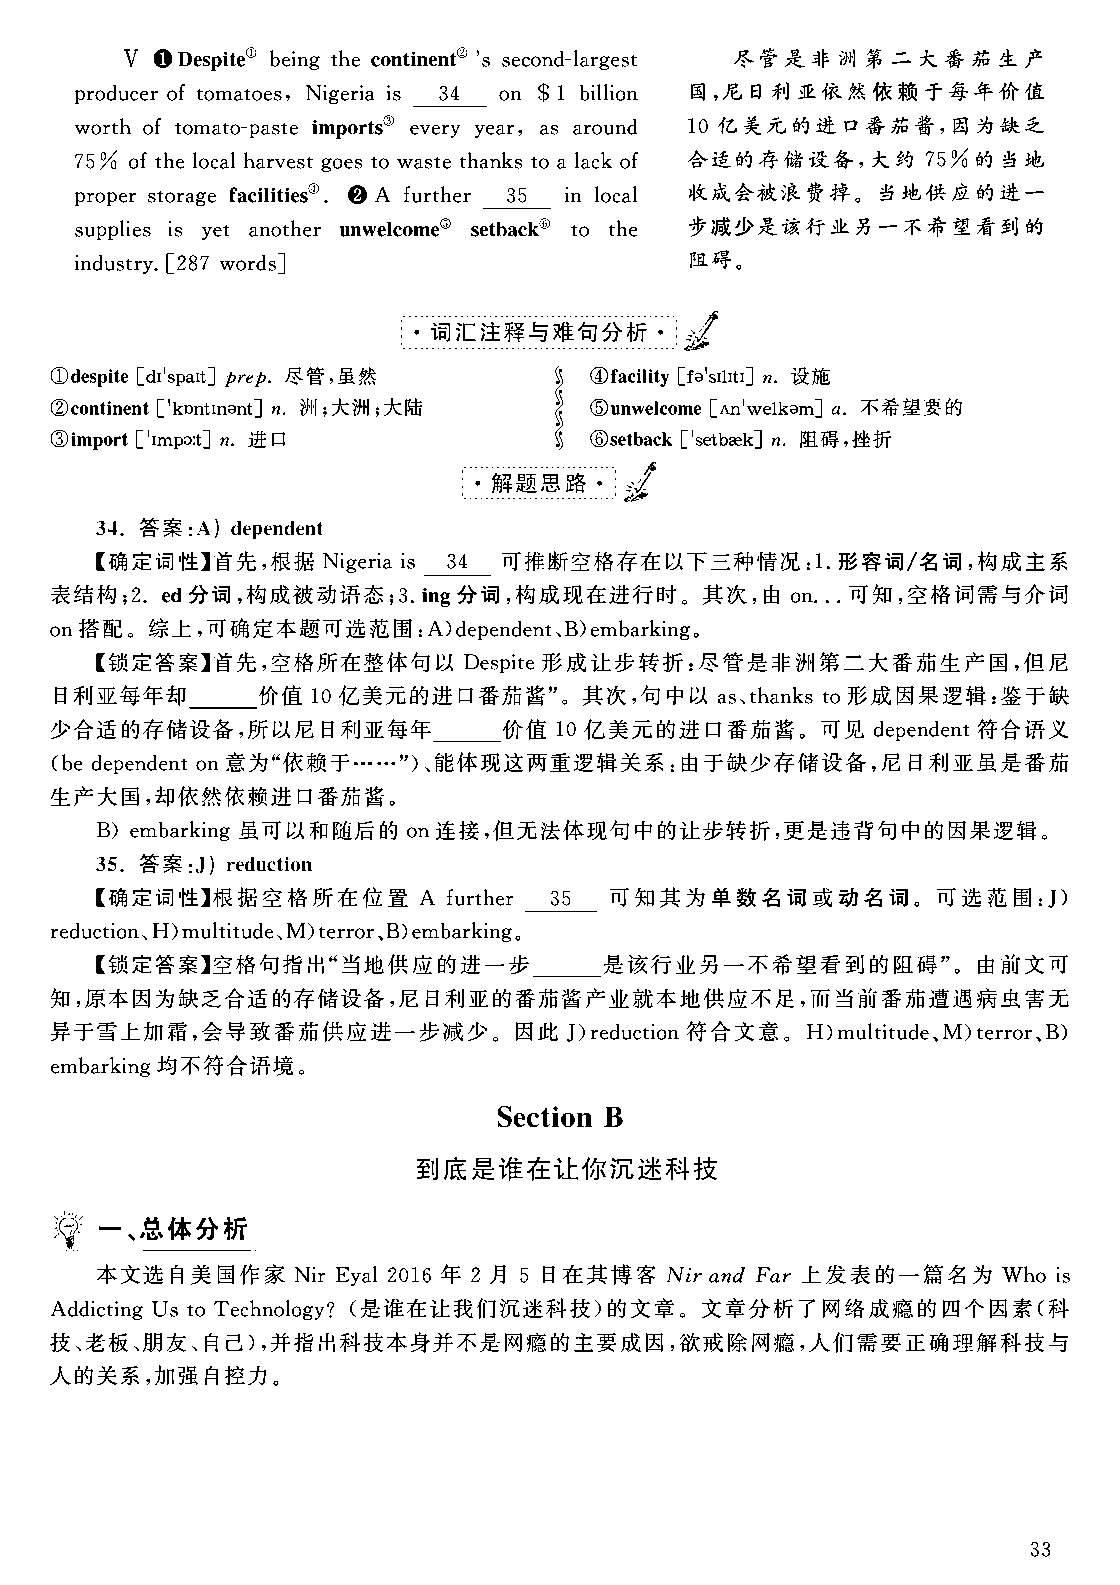 Ⅴ ❶Despite① being the continent②'s second-largest
producer of tomatoes, Nigeria is 34 on $1 billion
worth of tomato-paste imports③ every year, as around
75% of the local harvest goes to waste thanks to a lack of
proper storage facilities④. ❷A further 35 in local
supplies is yet another unwelcome⑤ setback⑥ to the
industry.[287 words]
尽管是非洲第二大番茄生产
国,尼日利亚依然依赖于每年价值
10亿美元的进口番茄酱,因为缺乏
合适的存储设备,大约75%的当地
收成会被浪费掉。当地供应的进一
步减少是该行业另一不希望看到的
阻碍。
·词汇注释与难句分析·
①despite [dɪˈspaɪt] prep. 尽管,虽然
②continent [ˈkɒntɪnənt] n. 洲;大洲;大陆
③import [ˈɪmpɔːt] n. 进口
④facility [fəˈsɪlɪtɪ] n. 设施
⑤unwelcome [ʌnˈwelkəm] a. 不希望要的
⑥setback [ˈsetbæk] n. 阻碍,挫折
·解题思路·
34. 答案:A) dependent
【确定词性】首先,根据 Nigeria is 34 可推断空格存在以下三种情况:1. 形容词/名词,构成主系
表结构;2. ed 分词,构成被动语态;3. ing 分词,构成现在进行时。其次,由 on... 可知,空格词需与介词
on 搭配。综上,可确定本题可选范围:A)dependent、B)embarking。
【锁定答案】首先,空格所在整体句以 Despite 形成让步转折:尽管是非洲第二大番茄生产国,但尼
日利亚每年却______价值 10 亿美元的进口番茄酱”。其次,句中以 as、thanks to 形成因果逻辑:鉴于缺
少合适的存储设备,所以尼日利亚每年______价值 10 亿美元的进口番茄酱。可见 dependent 符合语义
(be dependent on 意为“依赖于……”)、能体现这两重逻辑关系:由于缺少存储设备,尼日利亚虽是番茄
生产大国,却依然依赖进口番茄酱。
B) embarking 虽可以和随后的 on 连接,但无法体现句中的让步转折,更是违背句中的因果逻辑。
35. 答案:J) reduction
【确定词性】根据空格所在位置 A further 35 可知其为单数名词或动名词。可选范围:J)
reduction、H)multitude、M)terror、B)embarking。
【锁定答案】空格句指出“当地供应的进一步______是该行业另一不希望看到的阻碍”。由前文可
知,原本因为缺乏合适的存储设备,尼日利亚的番茄酱产业就本地供应不足,而当前番茄遭遇病虫害无
异于雪上加霜,会导致番茄供应进一步减少。因此 J)reduction 符合文意。H)multitude、M)terror、B)
embarking 均不符合语境。
Section B
到底是谁在让你沉迷科技
一、总体分析
本文选自美国作家 Nir Eyal 2016 年 2 月 5 日在其博客 Nir and Far 上发表的一篇名为 Who is
Addicting Us to Technology? (是谁在让我们沉迷科技)的文章。文章分析了网络成瘾的四个因素(科
技、老板、朋友、自己),并指出科技本身并不是网瘾的主要成因,欲戒除网瘾,人们需要正确理解科技与
人的关系,加强自控力。
33